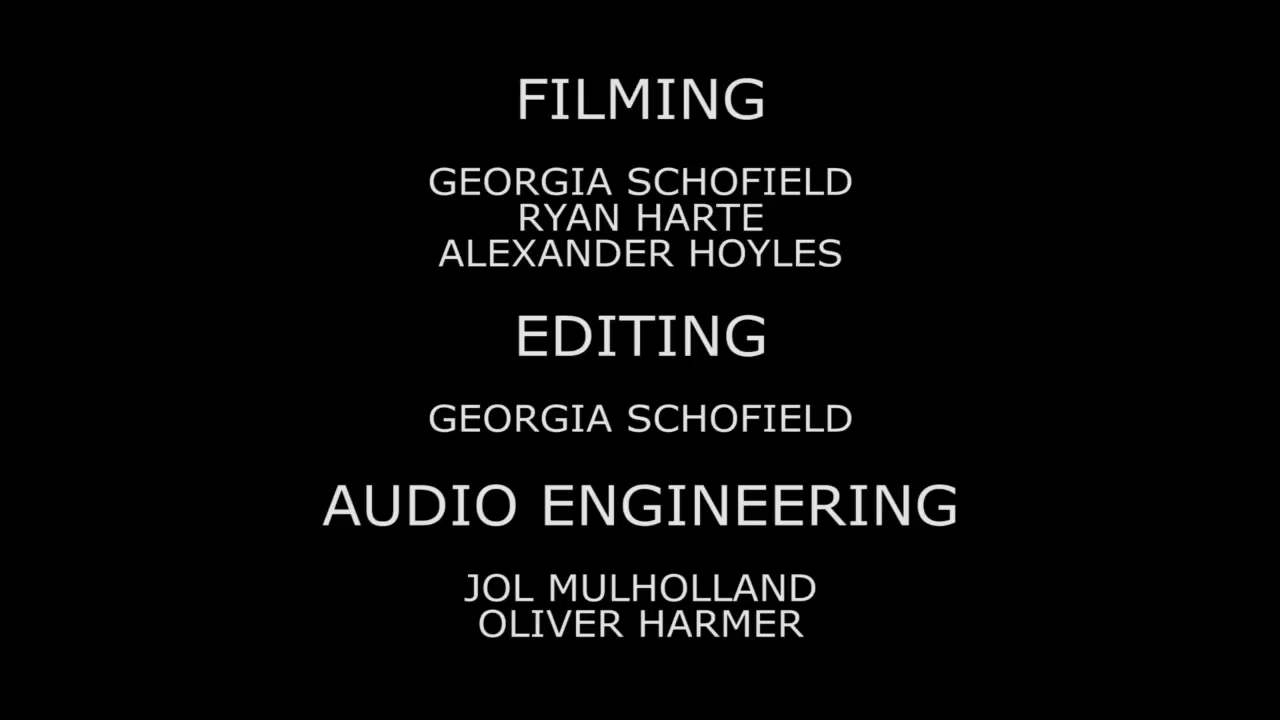 FILMING
GEORGIA SCHOFIELD
RYAN HARTE
ALEXANDER HOYLES
EDITING
GEORGIA SCHOFIELD
AUDIO ENGINEERING
JOL MULHOLLAND
OLIVER HARMER